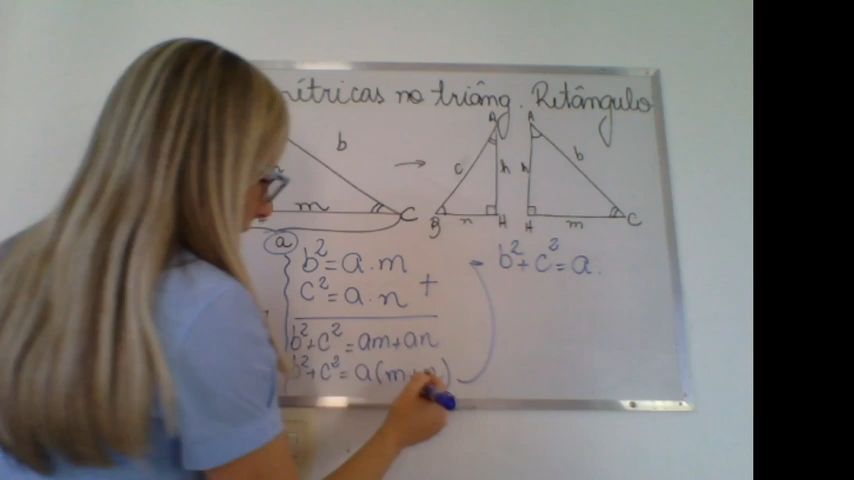 métricas no triâng. Retângulo
b
m
C
a
A
c
h
B
n
H
A
h
b
H
m
C
b²=a.m
c²=a.n +
b²+c²=am+an
b²+c²=a(m+n)
b²+c²=a.